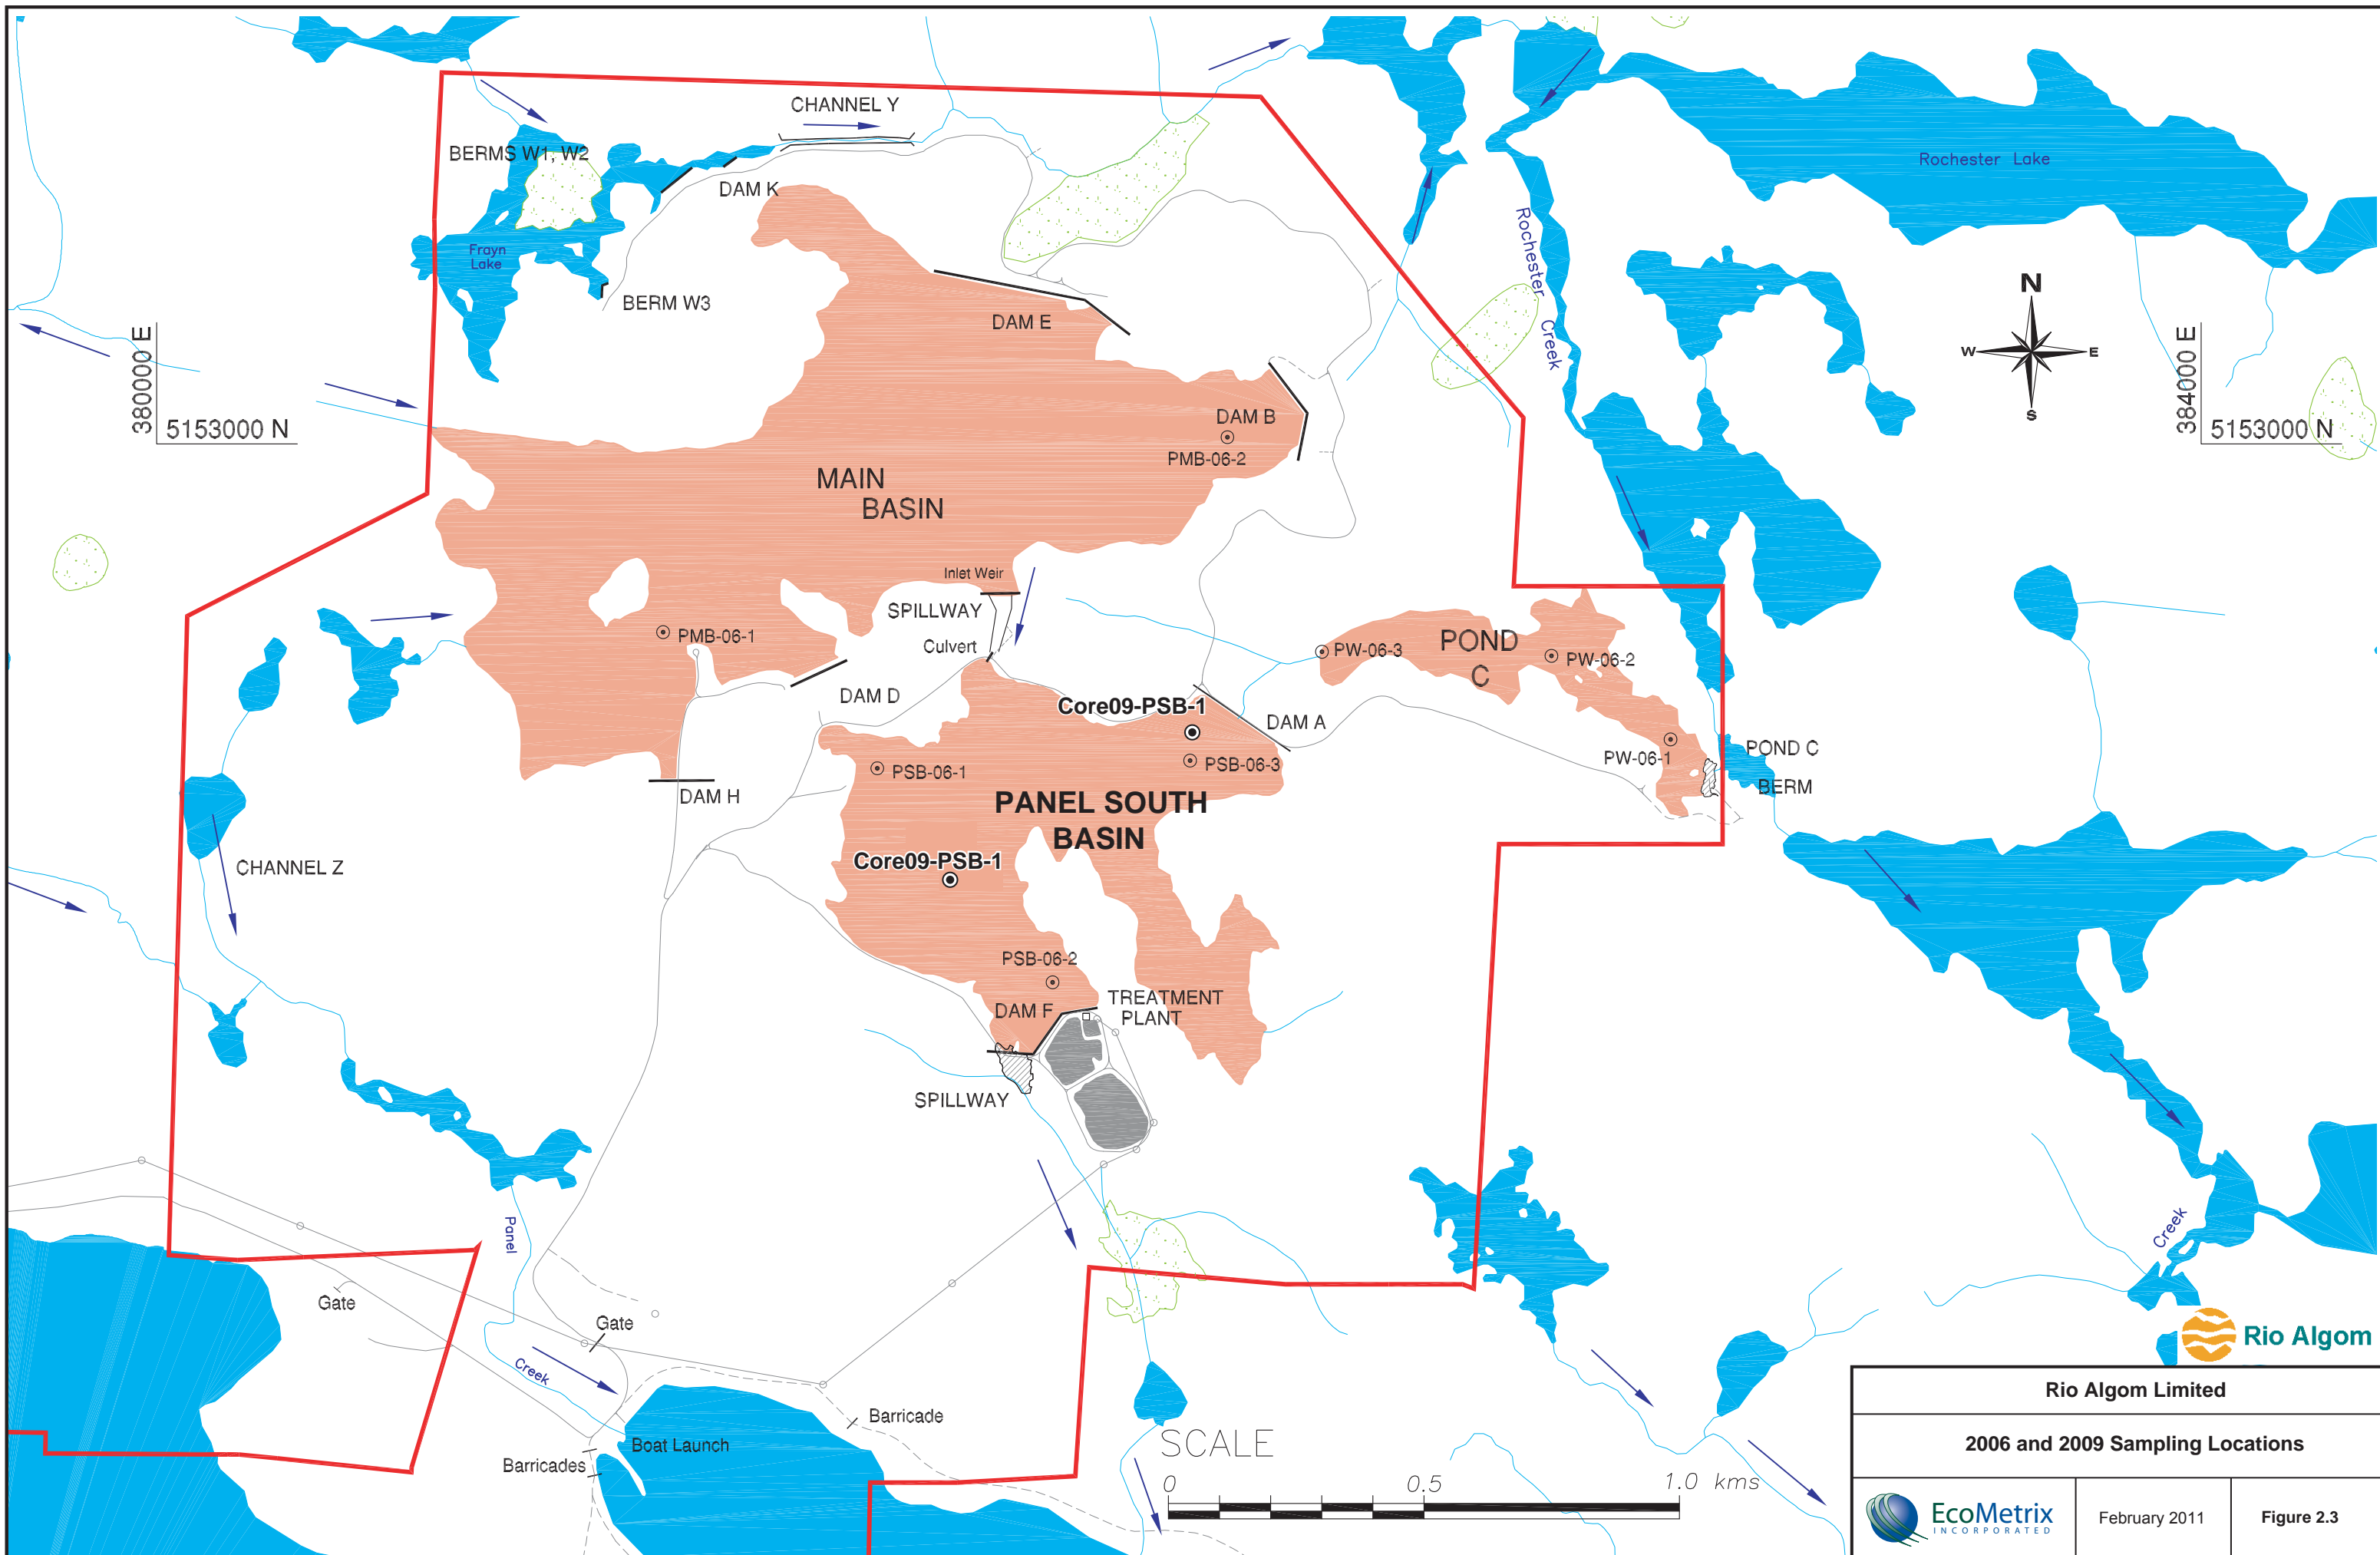 CHANNEL Y
BERMS W1, W2
DAM K
Rochester Lake
Frayn
Lake
BERM W3
DAM E
Rochester
Creek
N
W
E
S
380000 E
5153000 N
384000 E
5153000 N
DAM B
PMB-06-2
MAIN
BASIN
Inlet Weir
SPILLWAY
Culvert
PMB-06-1
DAM D
PW-06-3
POND
C
PW-06-2
Core09-PSB-1
DAM A
PSB-06-1
PSB-06-3
PW-06-1
POND C
BERM
DAM H
PANEL SOUTH
BASIN
Core09-PSB-1
CHANNEL Z
PSB-06-2
DAM F
TREATMENT
PLANT
SPILLWAY
Panel
Creek
Creek
Gate
Gate
Barricade
Boat Launch
Barricades
SCALE
0
0.5
1.0 kms
Rio Algom
Rio Algom Limited
2006 and 2009 Sampling Locations
EcoMetrix
INCORPORATED
February 2011
Figure 2.3